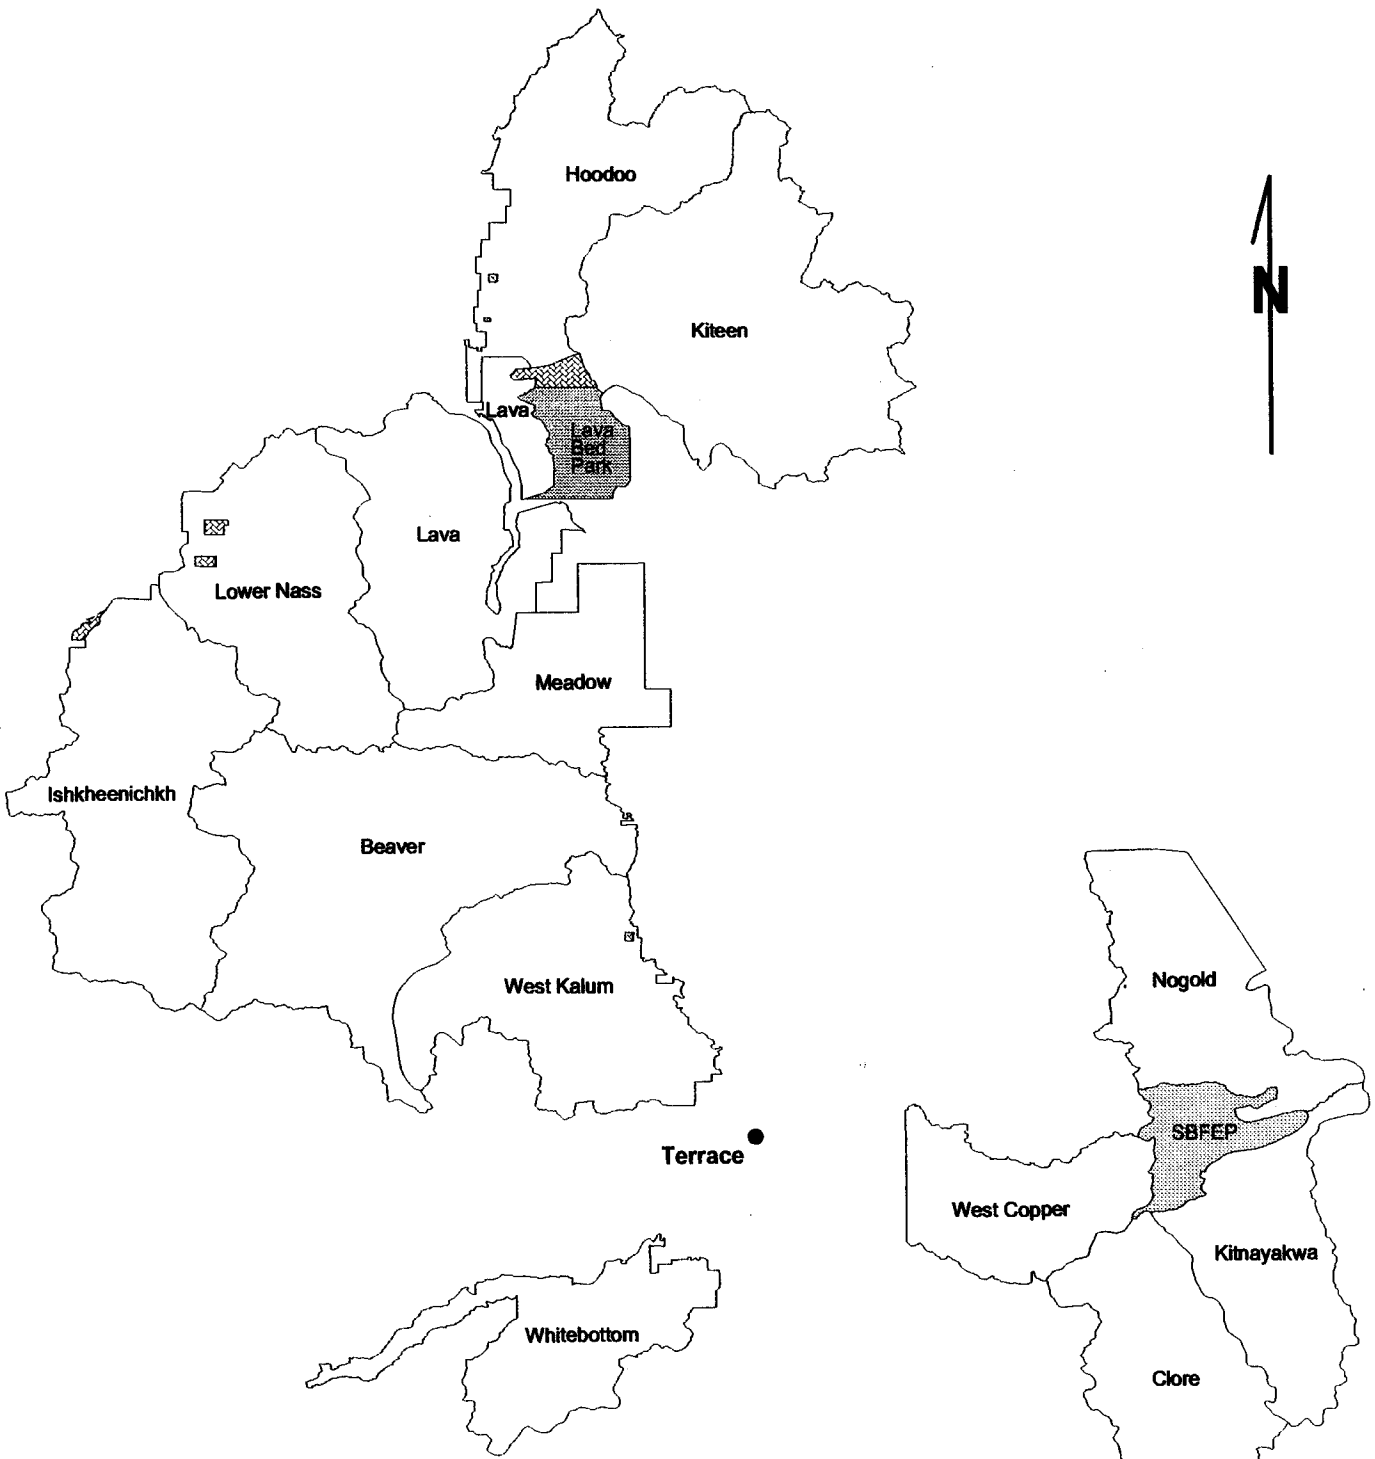 Hoodoo
N
Kiteen
Lava
Lava
Bed
Park
Lava
Lower Nass
Meadow
Ishkheenichkh
Beaver
West Kalum
Nogold
SBFEP
Terrace
West Copper
Kitnayakwa
Whitebottom
Clore